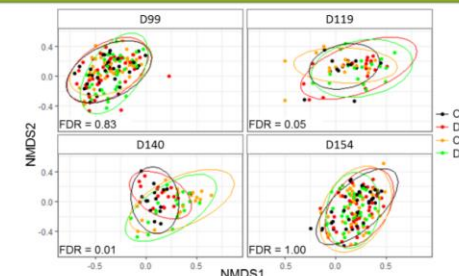 D99
D119
FDR = 0.83
FDR = 0.05
D140
D154
FDR = 0.01
FDR = 1.00
0.4
0.0
-0.4
0.4
0.0
-0.4
-0.5
0.0
0.5
0.5
0.0
0.5
NMDS2
NMDS1
C
D
C
D